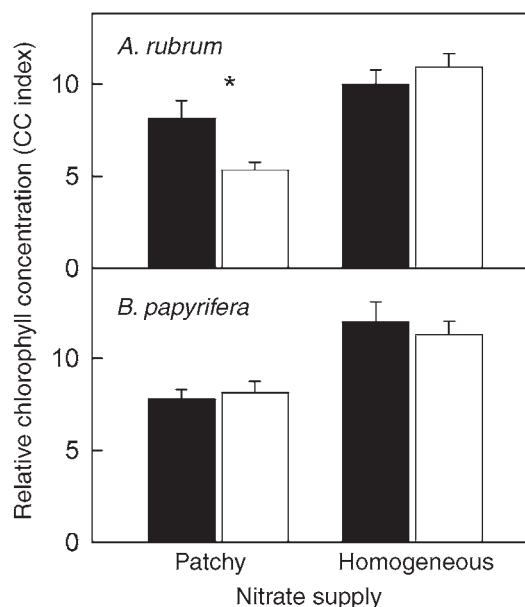 Relative chlorophyll concentration (CC index)
A. rubrum
*
10
5
0
B. papyrifera
10
5
0
Patchy Homogeneous
Nitrate supply